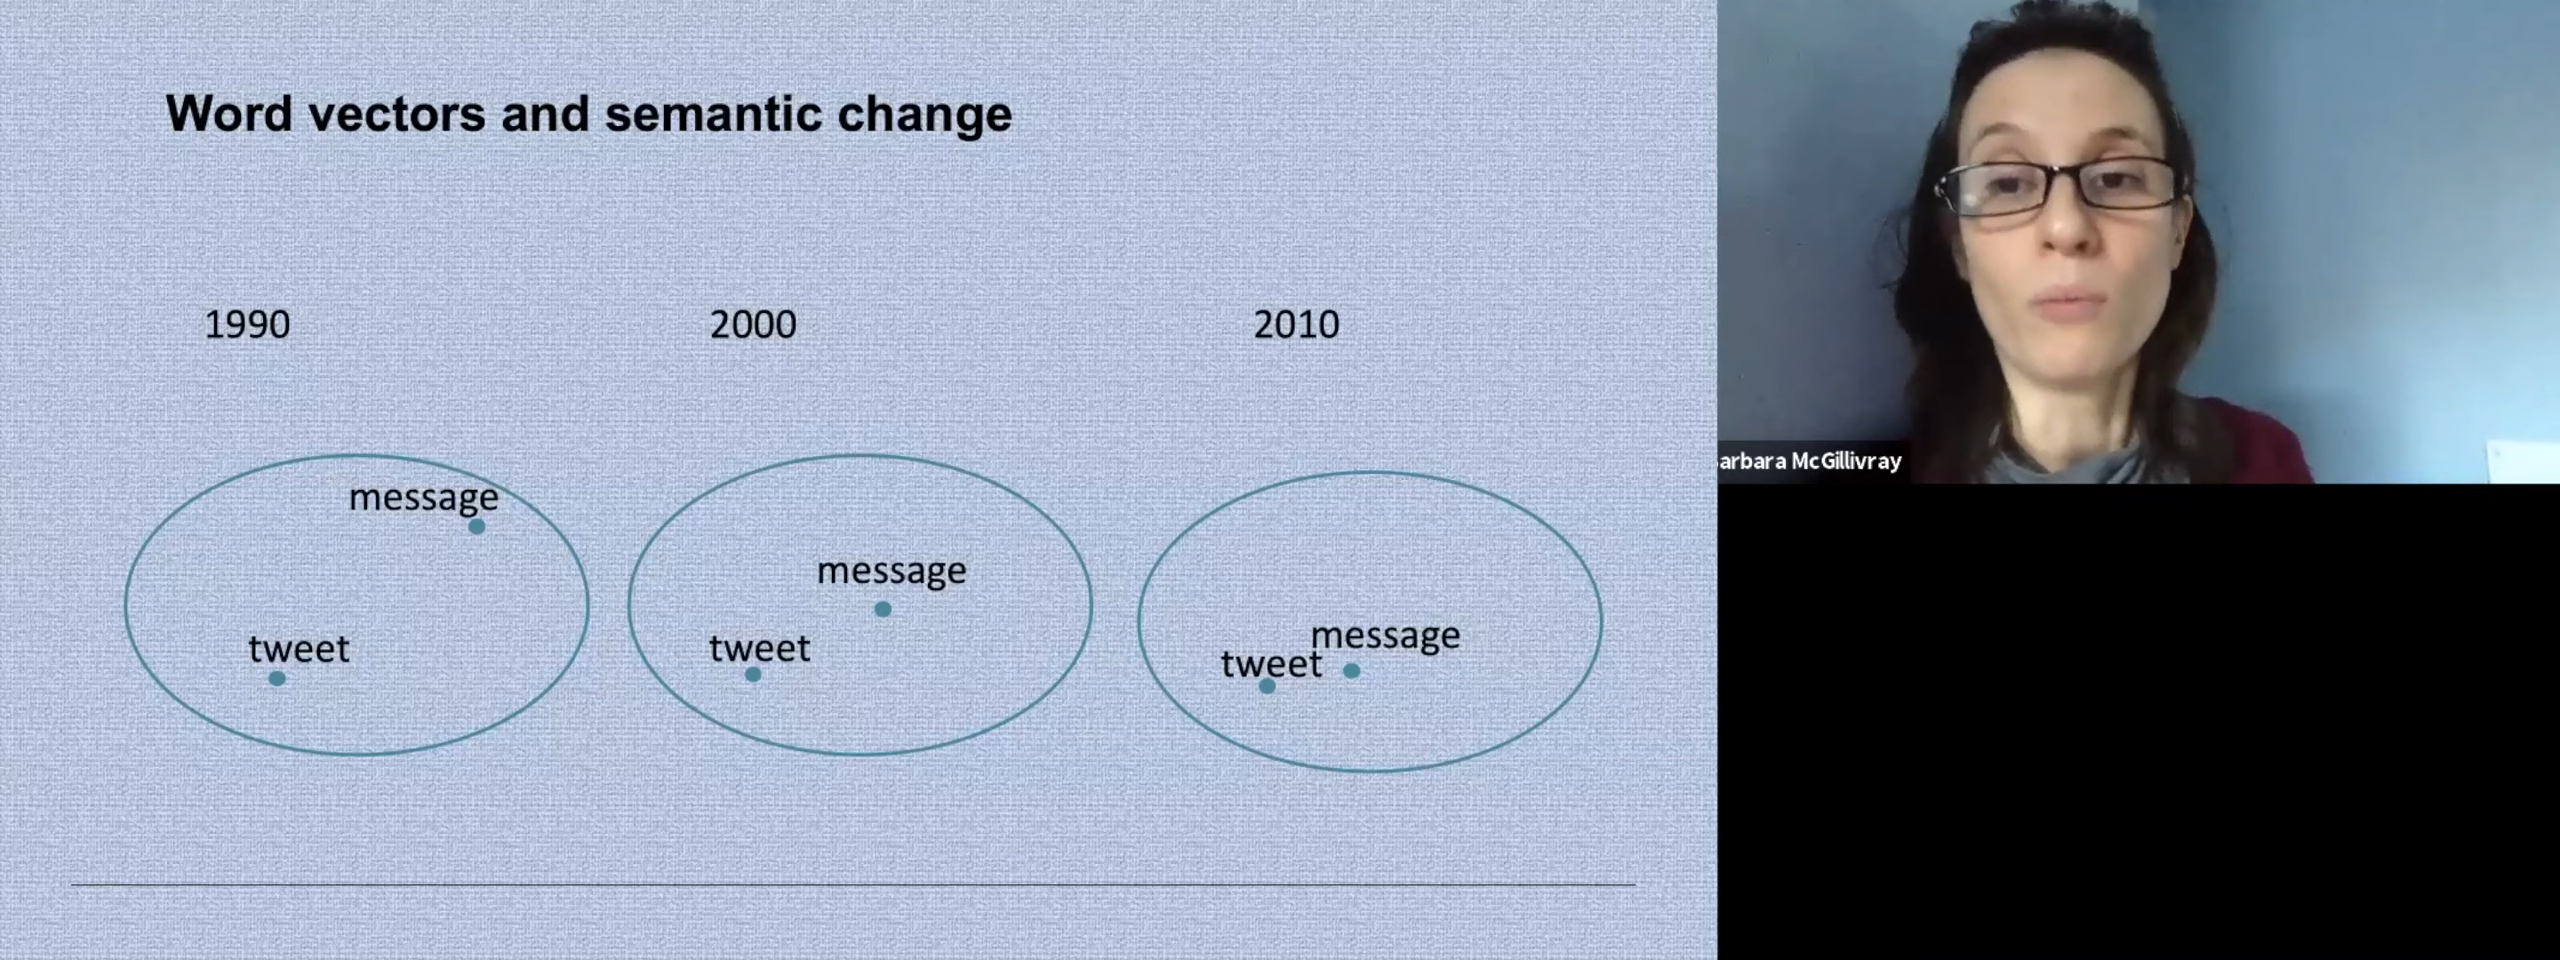 Word vectors and semantic change
1990
2000
2010
message
tweet
message
tweet
message
tweet
arbara McGillivray